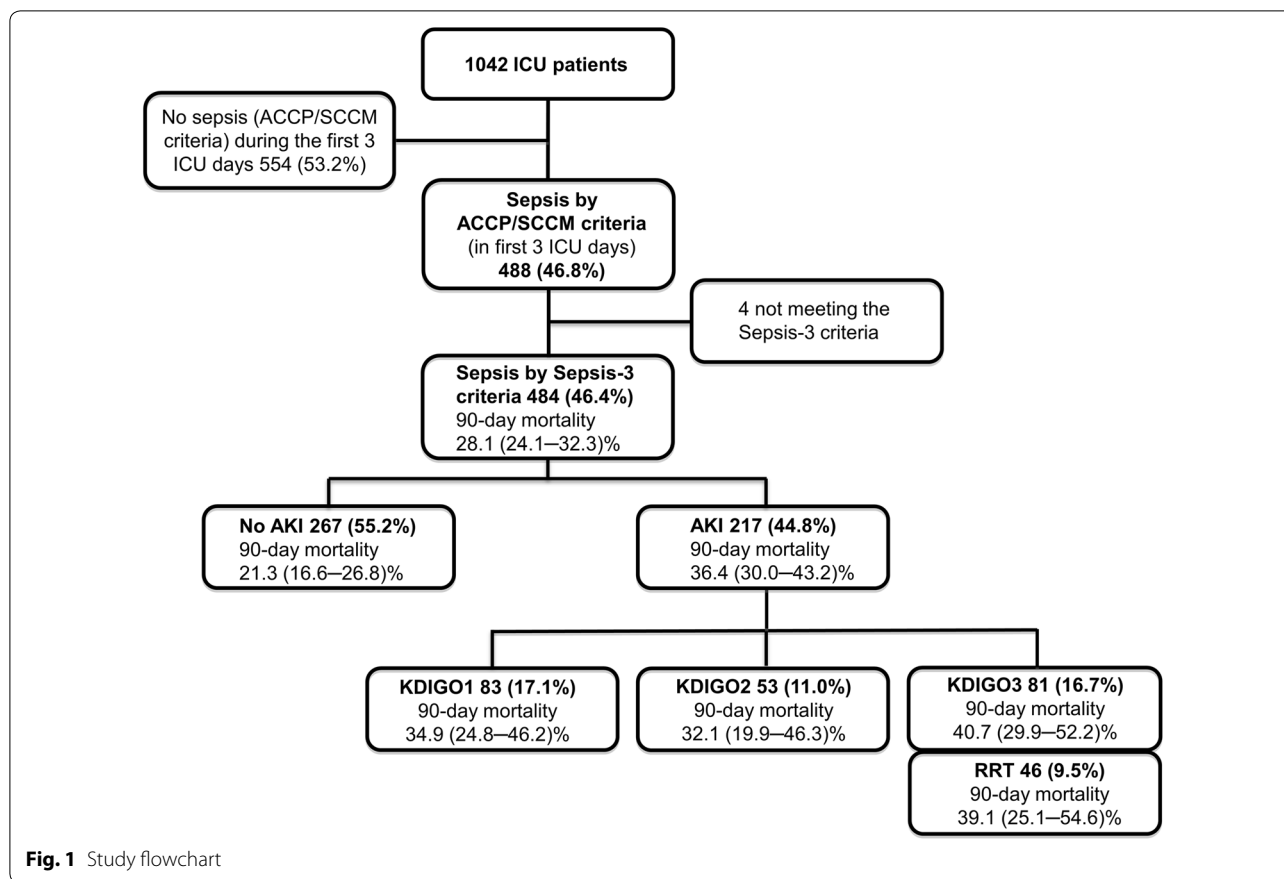 1042 ICU patients
No sepsis (ACCP/SCCM
criteria) during the first 3
ICU days 554 (53.2%)
Sepsis by
ACCP/SCCM criteria
(in first 3 ICU days)
488 (46.8%)
4 not meeting the
Sepsis-3 criteria
Sepsis by Sepsis-3
criteria 484 (46.4%)
90-day mortality
28.1 (24.1—32.3)%
No AKI 267 (55.2%)
90-day mortality
21.3 (16.6—26.8)%
AKI 217 (44.8%)
90-day mortality
36.4 (30.0—43.2)%
KDIGO1 83 (17.1%)
90-day mortality
34.9 (24.8—46.2)%
KDIGO2 53 (11.0%)
90-day mortality
32.1 (19.9—46.3)%
KDIGO3 81 (16.7%)
90-day mortality
40.7 (29.9—52.2)%
RRT 46 (9.5%)
90-day mortality
39.1 (25.1—54.6)%
Fig. 1 Study flowchart